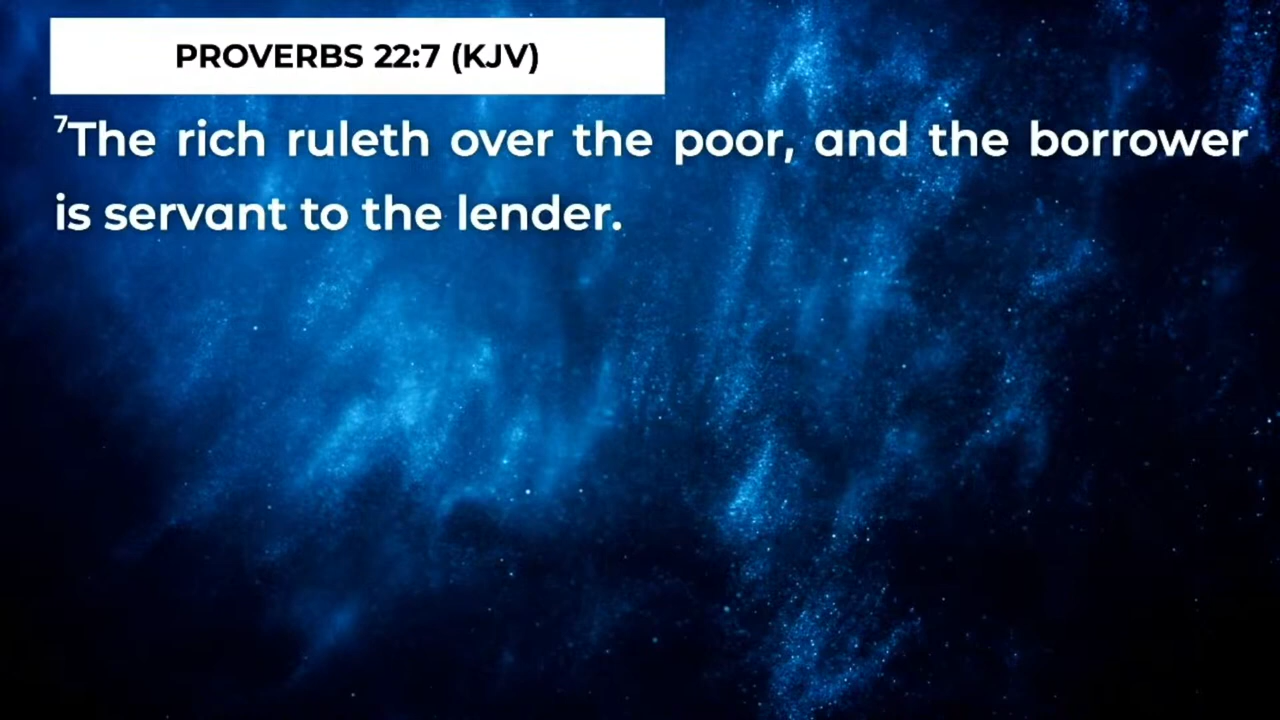 PROVERBS 22:7 (KJV)
⁷The rich ruleth over the poor, and the borrower
is servant to the lender.